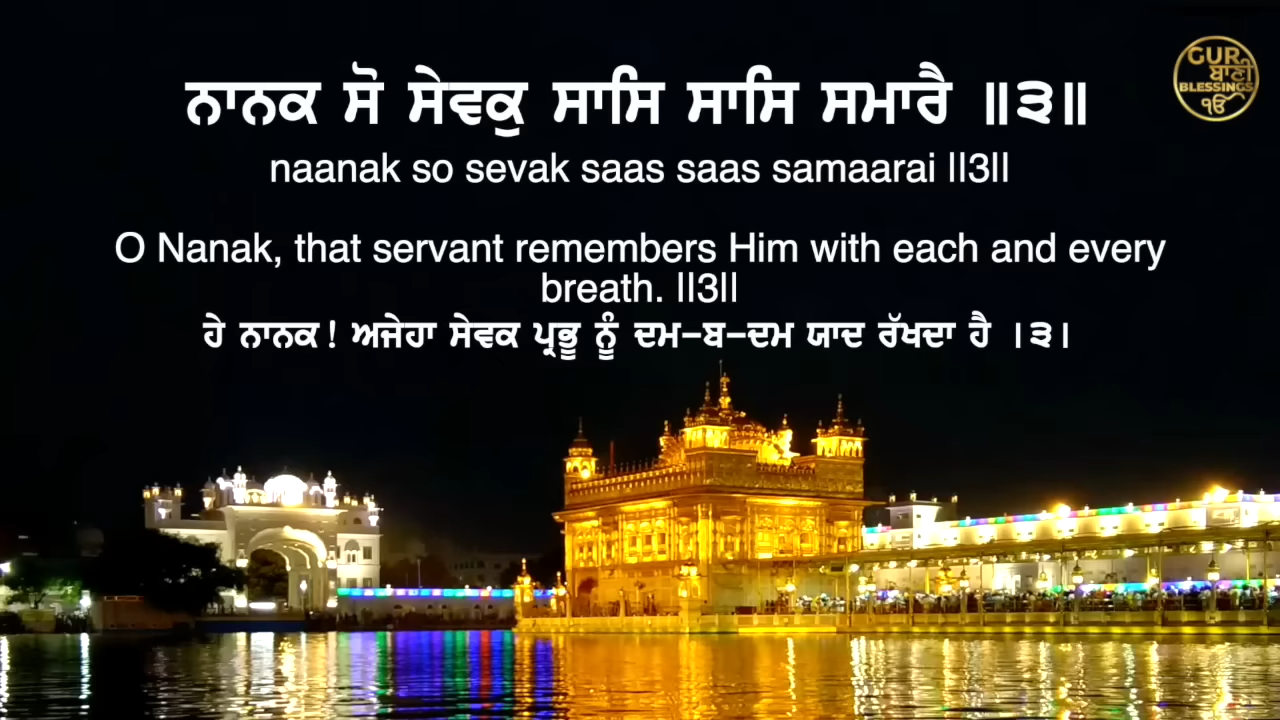 ਨਾਨਕ ਸੋ ਸੇਵਕੁ ਸਾਸਿ ਸਾਸਿ ਸਮਾਰੈ ॥੩॥
naanak so sevak saas saas samaarai ||3||
O Nanak, that servant remembers Him with each and every
breath. ||3||
ਹੇ ਨਾਨਕ! ਅਜੇਹਾ ਸੇਵਕ ਪ੍ਰਭੂ ਨੂੰ ਦਮ-ਬ-ਦਮ ਯਾਦ ਰੱਖਦਾ ਹੈ ।੩।
GUR
ਬਾਣੀ
BLESSINGS
ੴ